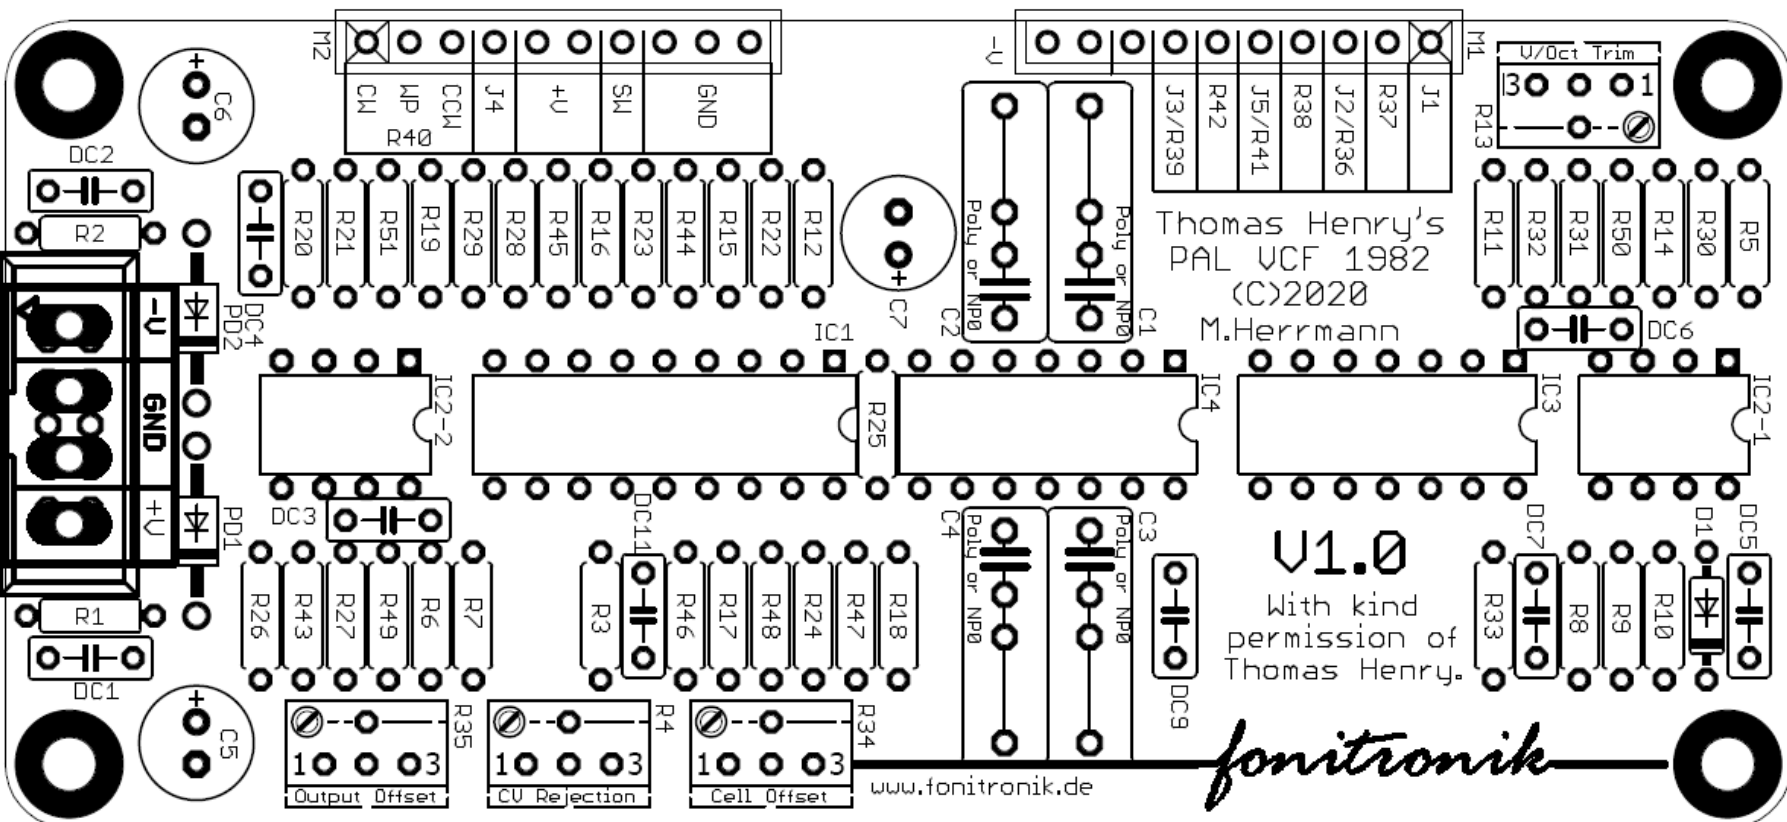 M2
-V
M1
V/Oct Trim
3 1
R13
+
C6
CW WP CCW J4 +V SW GND
R40
J3/R39 R42 J5/R41 R38 J2/R36 R37 J1
DC2
R2
DC4
R20 R21 R51 R19 R29 R28 R45 R16 R23 R44 R15 R22 R12
+
C7
Poly or NP0
C2
Poly or NP0
C1
Thomas Henry's
PAL VCF 1982
(C)2020
M.Herrmann
R11 R32 R31 R50 R14 R30 R5
DC6
-V
GND
+V
PD2
PD1
IC2-2
IC1
R25
IC4
IC3
IC2-1
DC3
DC11
R1
DC1
R26 R43 R27 R49 R6 R7
R3 R46 R17 R48 R24 R47 R18
C4
Poly or NP0
C3
Poly or NP0
DC9
V1.0
With kind
permission of
Thomas Henry.
R33 DC7 R8 R9 R10 D1 DC5
+
C5
R35
1 3
Output Offset
R4
1 3
CV Rejection
R34
1 3
Cell Offset
www.fonitronik.de
fonitronik